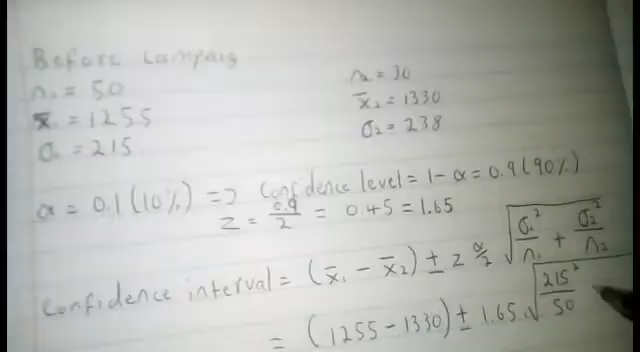 Before Campaig
n₁ = 50
x̄₁ = 1255
σ₁ = 215
n₂ = 30
x̄₂ = 1330
σ₂ = 238
α = 0.1 (10%) => Confidence level = 1 - α = 0.9 (90%)
z = 0.9/2 = 0.45 = 1.65
Confidence interval = (x̄₁ - x̄₂) ± z α/2 √(σ₁²/n₁ + σ₂²/n₂)
= (1255 - 1330) ± 1.65 . √(215²/50